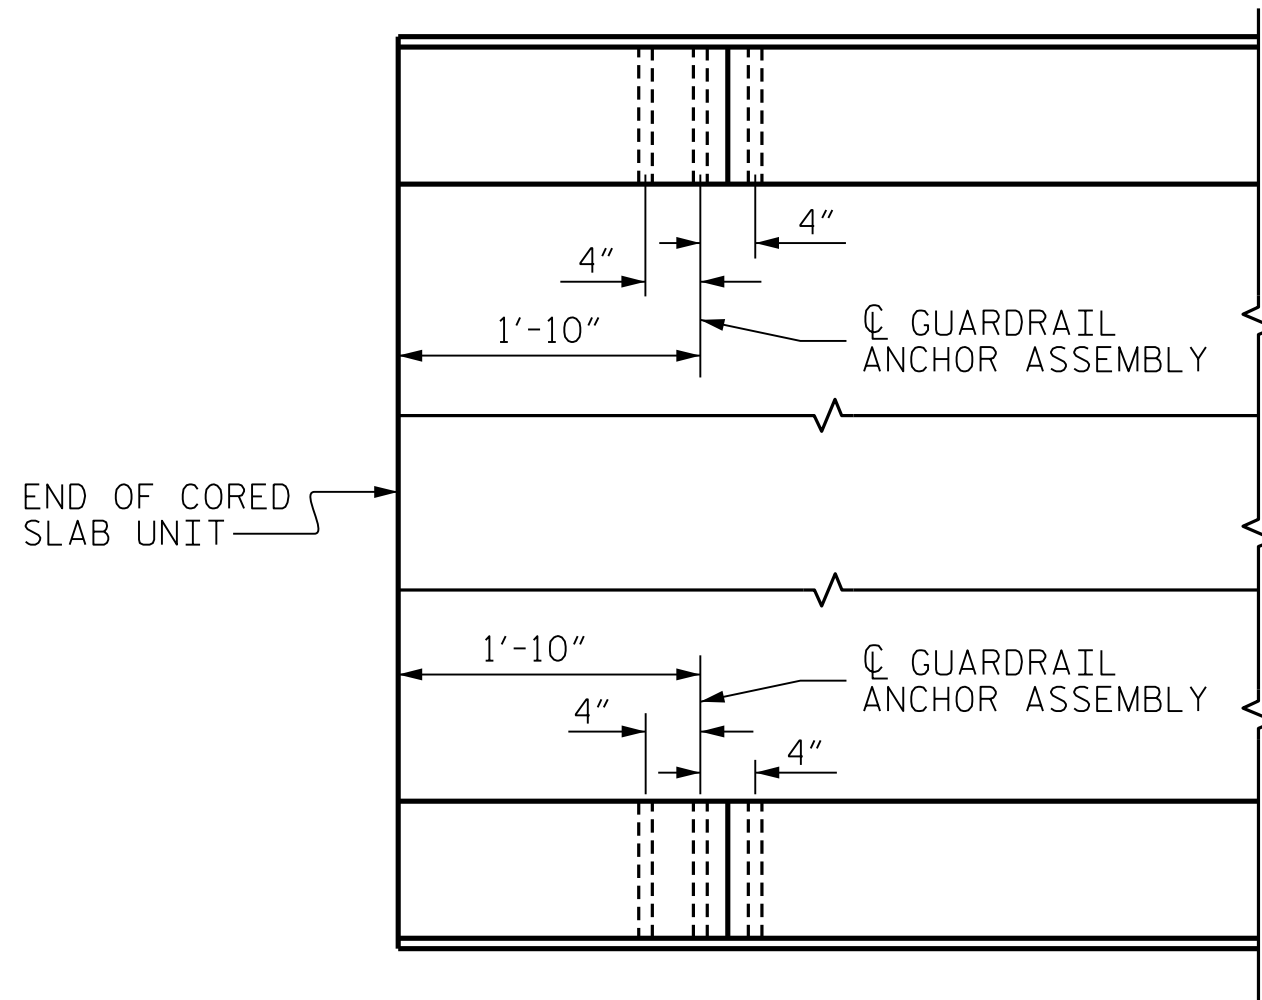 4"
4"
1'-10"
℄ GUARDRAIL
ANCHOR ASSEMBLY
END OF CORED
SLAB UNIT
1'-10"
℄ GUARDRAIL
ANCHOR ASSEMBLY
4"
4"